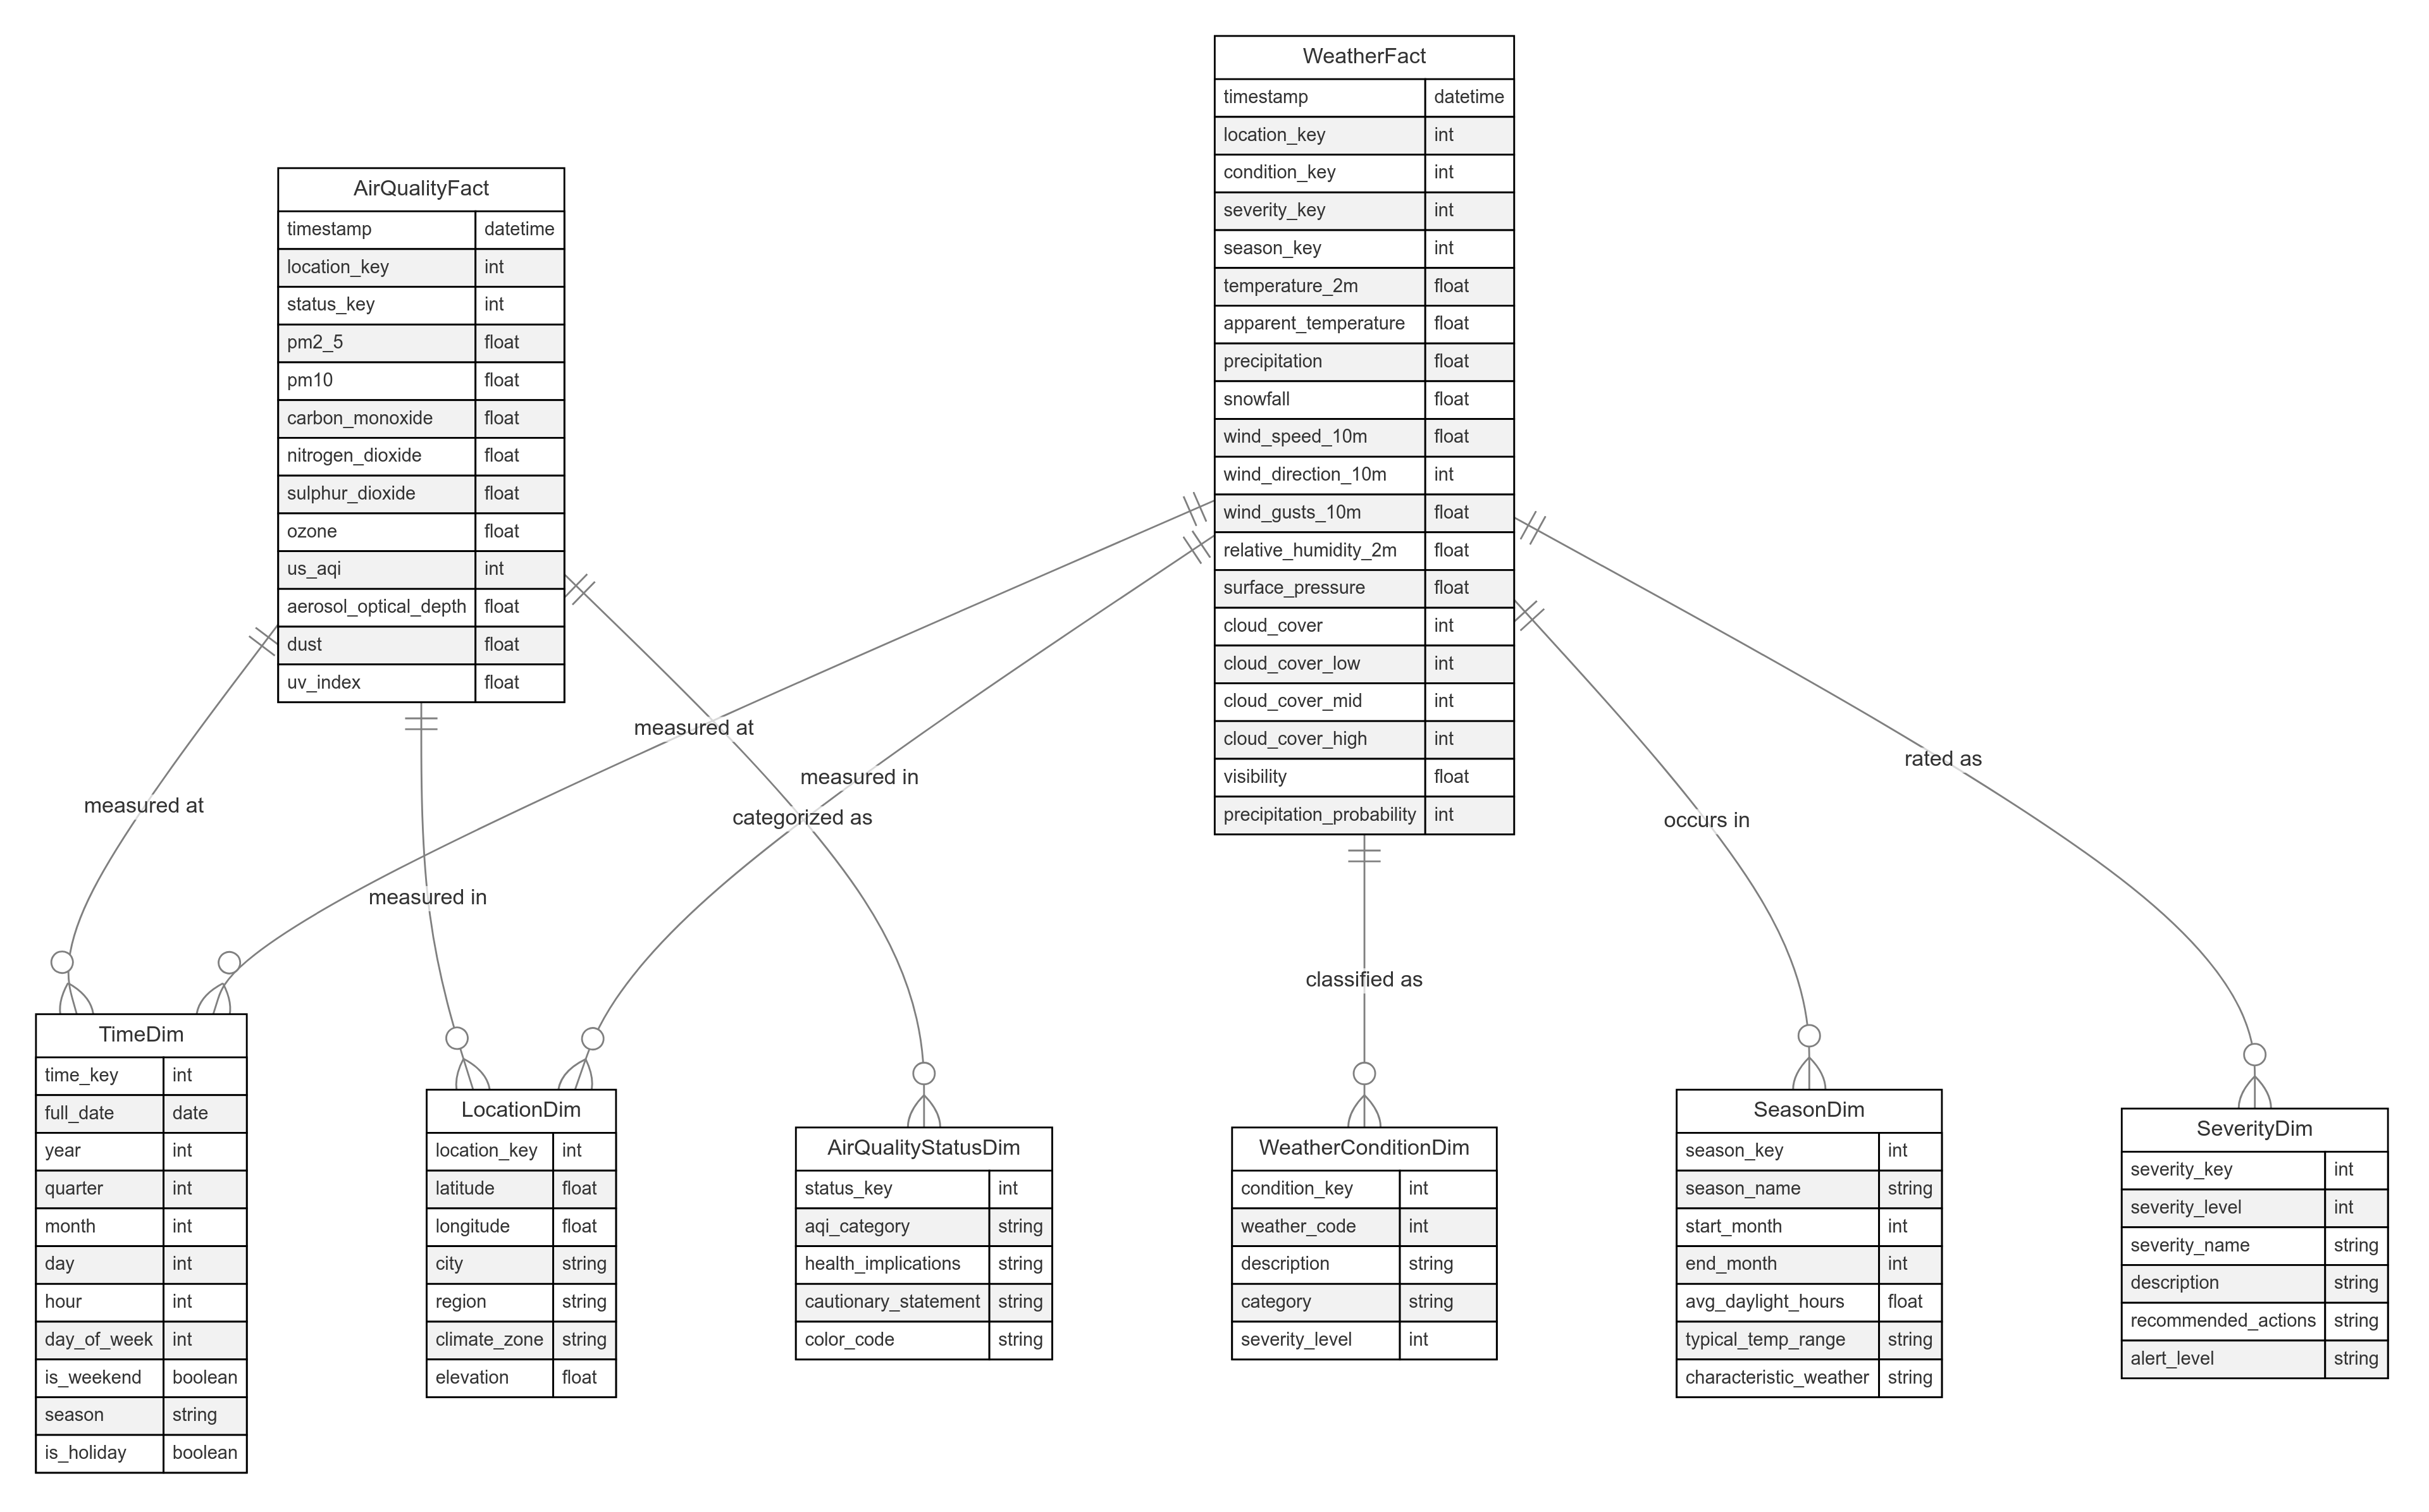 WeatherFact
timestamp datetime
location_key int
condition_key int
severity_key int
season_key int
temperature_2m float
apparent_temperature float
precipitation float
snowfall float
wind_speed_10m float
wind_direction_10m int
wind_gusts_10m float
relative_humidity_2m float
surface_pressure float
cloud_cover int
cloud_cover_low int
cloud_cover_mid int
cloud_cover_high int
visibility float
precipitation_probability int
AirQualityFact
timestamp datetime
location_key int
status_key int
pm2_5 float
pm10 float
carbon_monoxide float
nitrogen_dioxide float
sulphur_dioxide float
ozone float
us_aqi int
aerosol_optical_depth float
dust float
uv_index float
measured at
measured in
categorized as
measured at
measured in
classified as
occurs in
rated as
TimeDim
time_key int
full_date date
year int
quarter int
month int
day int
hour int
day_of_week int
is_weekend boolean
season string
is_holiday boolean
LocationDim
location_key int
latitude float
longitude float
city string
region string
climate_zone string
elevation float
AirQualityStatusDim
status_key int
aqi_category string
health_implications string
cautionary_statement string
color_code string
WeatherConditionDim
condition_key int
weather_code int
description string
category string
severity_level int
SeasonDim
season_key int
season_name string
start_month int
end_month int
avg_daylight_hours float
typical_temp_range string
characteristic_weather string
SeverityDim
severity_key int
severity_level int
severity_name string
description string
recommended_actions string
alert_level string